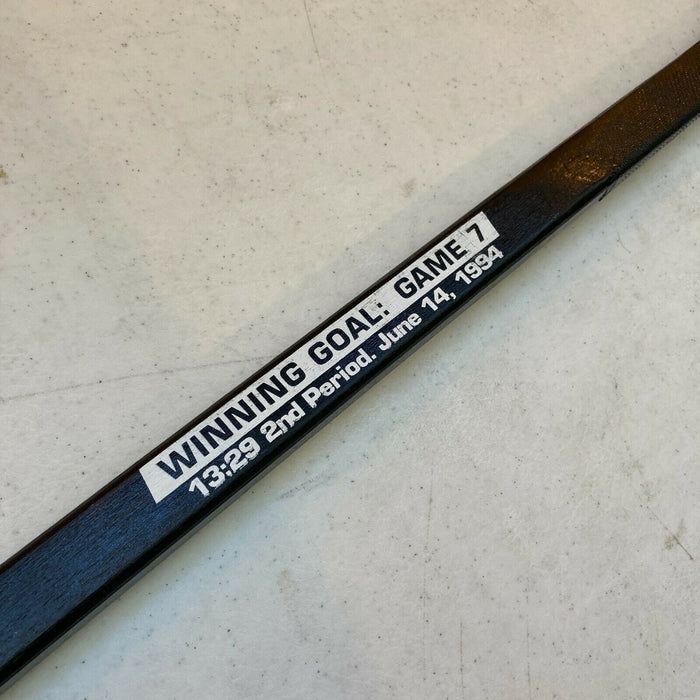 WINNING GOAL: GAME 7
13:29 2nd Period. June 14, 1994